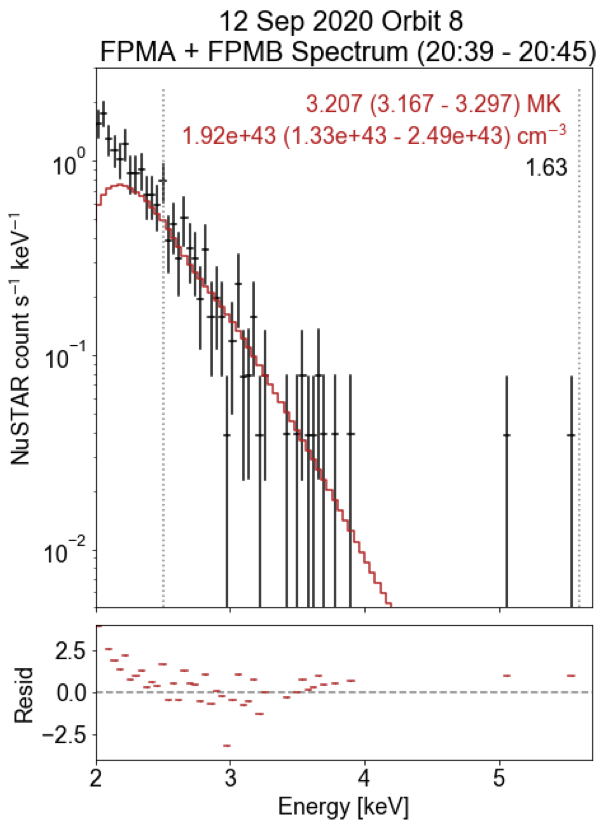 12 Sep 2020 Orbit 8
FPMA + FPMB Spectrum (20:39 - 20:45)
3.207 (3.167 - 3.297) MK
1.92e+43 (1.33e+43 - 2.49e+43) cm⁻³
1.63
10⁰
10⁻¹
10⁻²
NuSTAR count s⁻¹ keV⁻¹
2.5
0.0
−2.5
Resid
2 3 4 5
Energy [keV]